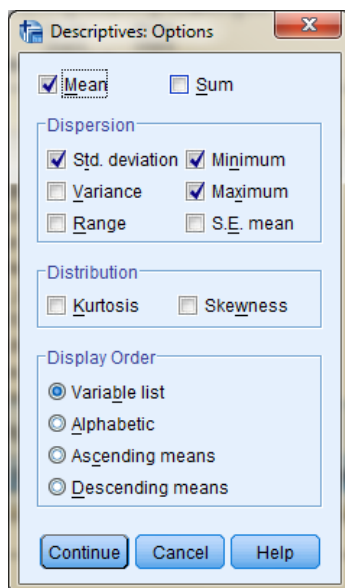 Descriptives: Options
Mean Sum
Dispersion
Std. deviation Minimum
Variance Maximum
Range S.E. mean
Distribution
Kurtosis Skewness
Display Order
Variable list
Alphabetic
Ascending means
Descending means
Continue Cancel Help